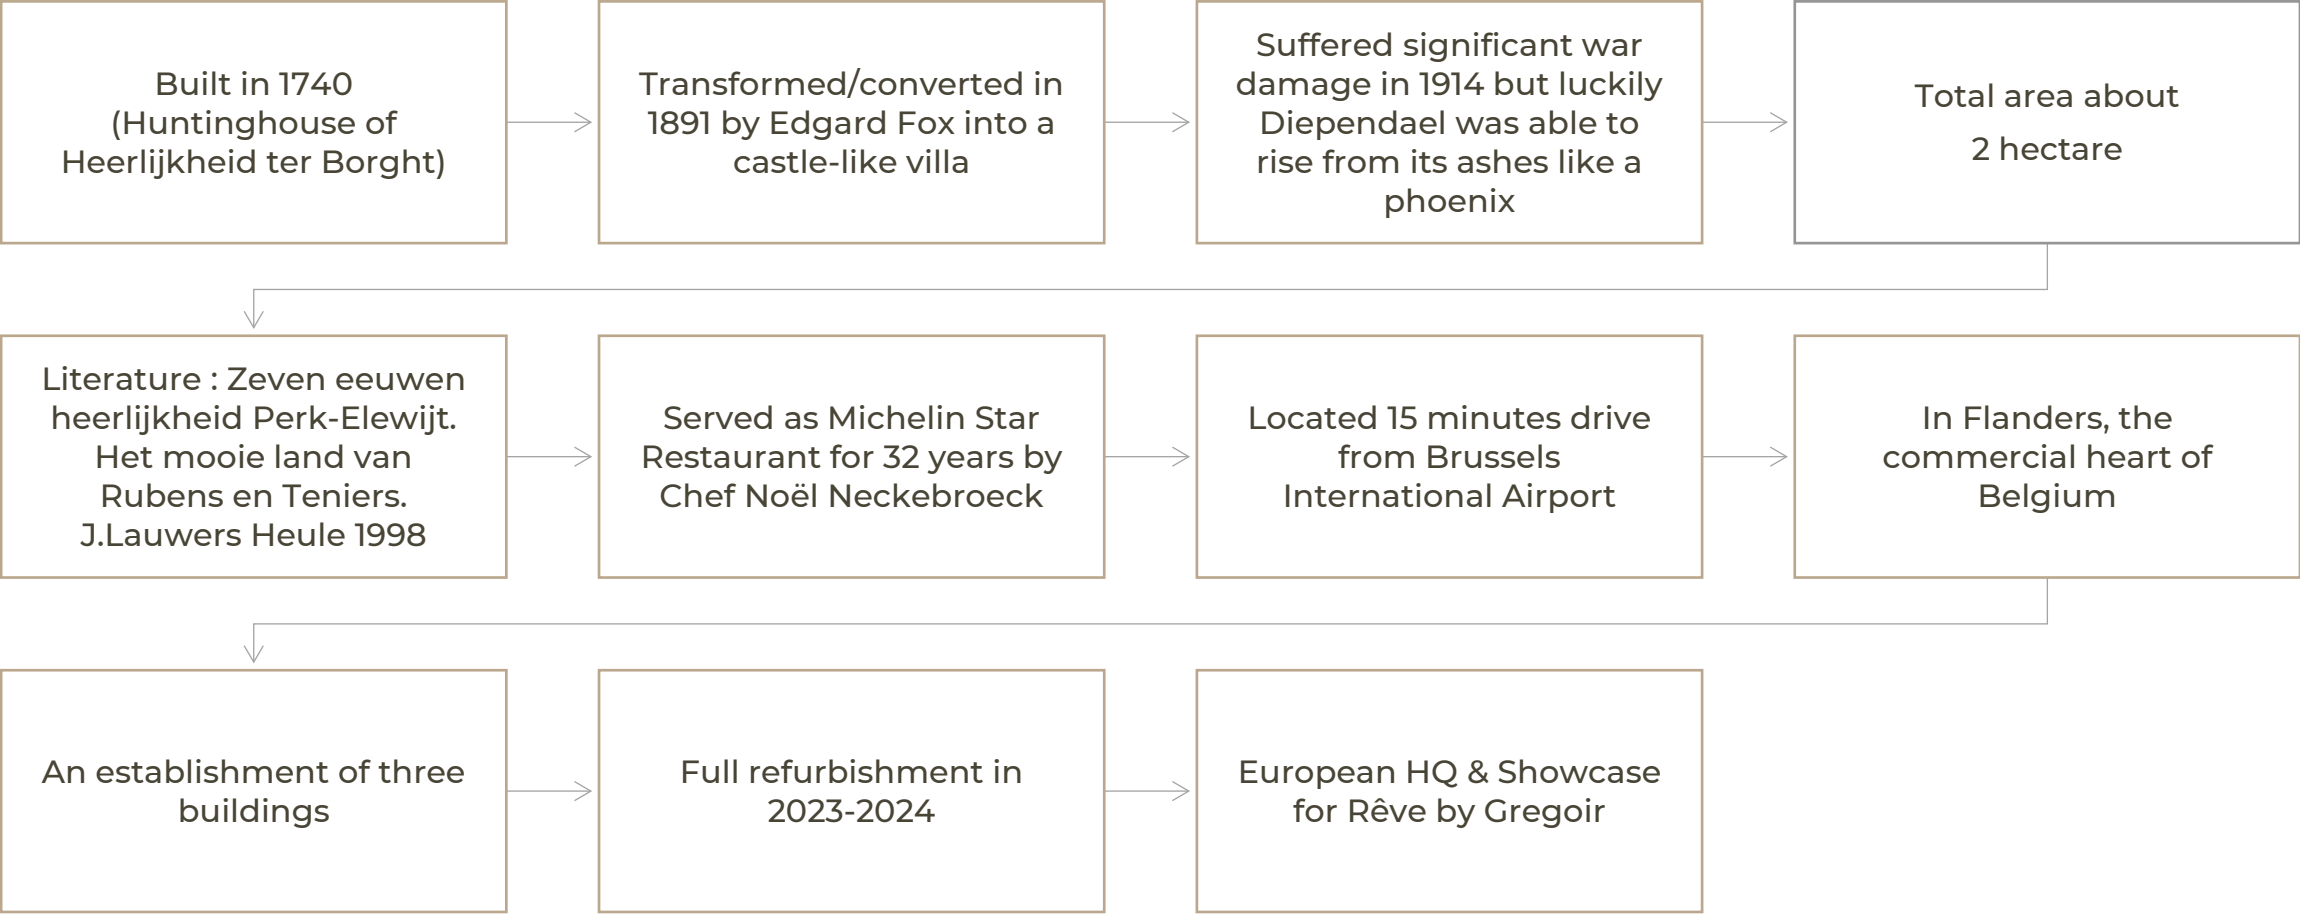 Built in 1740
(Huntinghouse of
Heerlijkheid ter Borght)
Transformed/converted in
1891 by Edgard Fox into a
castle-like villa
Suffered significant war
damage in 1914 but luckily
Diependael was able to
rise from its ashes like a
phoenix
Total area about
2 hectare
Literature : Zeven eeuwen
heerlijkheid Perk-Elewijt.
Het mooie land van
Rubens en Teniers.
J.Lauwers Heule 1998
Served as Michelin Star
Restaurant for 32 years by
Chef Noël Neckebroeck
Located 15 minutes drive
from Brussels
International Airport
In Flanders, the
commercial heart of
Belgium
An establishment of three
buildings
Full refurbishment in
2023-2024
European HQ & Showcase
for Rêve by Gregoir